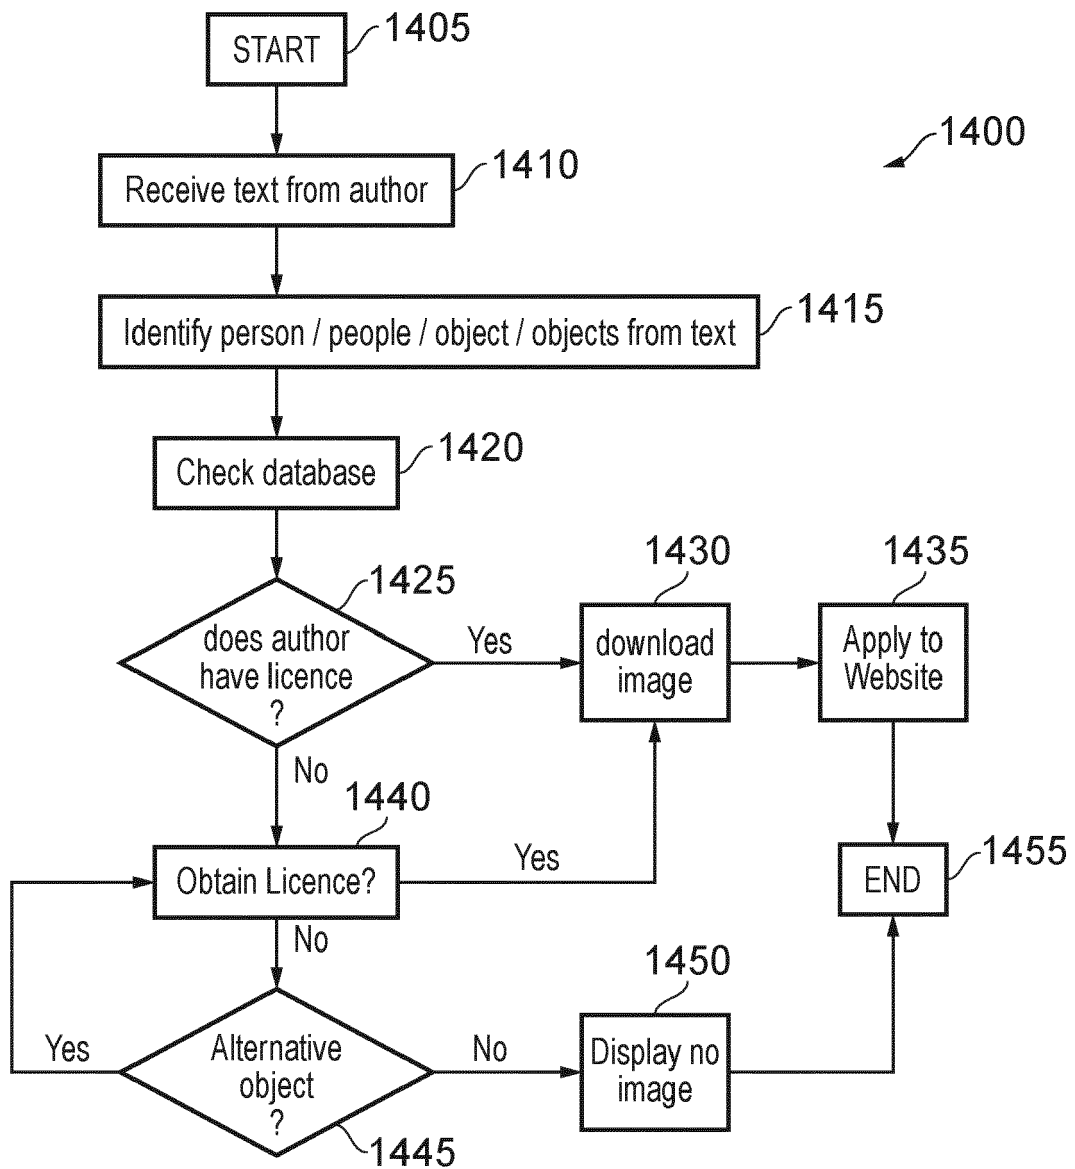 START
1405
1400
Receive text from author
1410
Identify person / people / object / objects from text
1415
Check database
1420
does author
have licence
?
1425
Yes
download
image
1430
Apply to
Website
1435
No
Obtain Licence?
1440
Yes
END
1455
No
Alternative
object
?
1445
Yes
No
Display no
image
1450